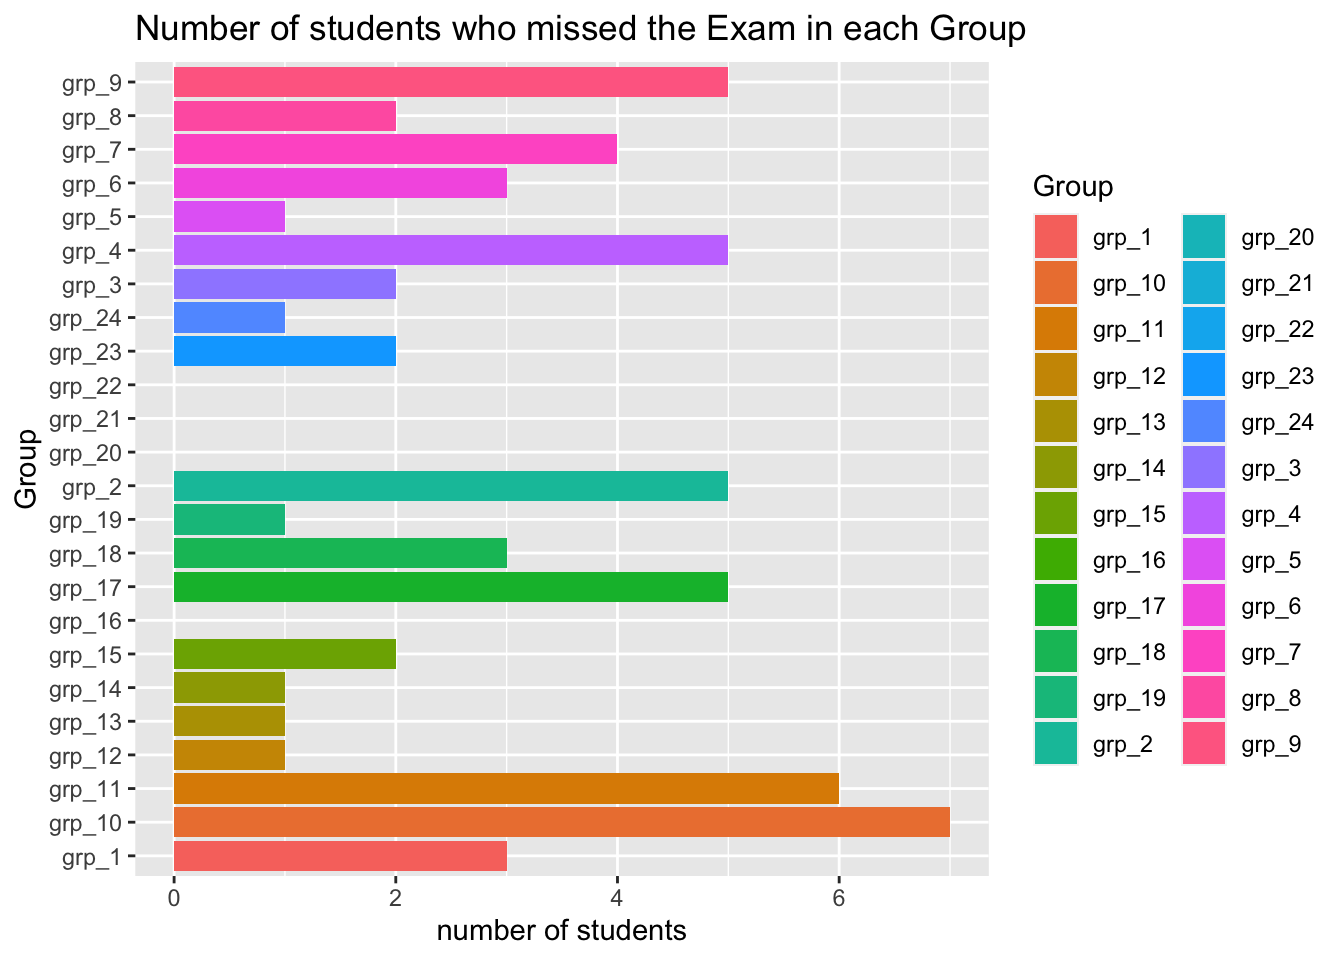 Number of students who missed the Exam in each Group
Group
grp_9
grp_8
grp_7
grp_6
grp_5
grp_4
grp_3
grp_24
grp_23
grp_22
grp_21
grp_20
grp_2
grp_19
grp_18
grp_17
grp_16
grp_15
grp_14
grp_13
grp_12
grp_11
grp_10
grp_1
0 2 4 6
number of students
Group
grp_1
grp_10
grp_11
grp_12
grp_13
grp_14
grp_15
grp_16
grp_17
grp_18
grp_19
grp_2
grp_20
grp_21
grp_22
grp_23
grp_24
grp_3
grp_4
grp_5
grp_6
grp_7
grp_8
grp_9